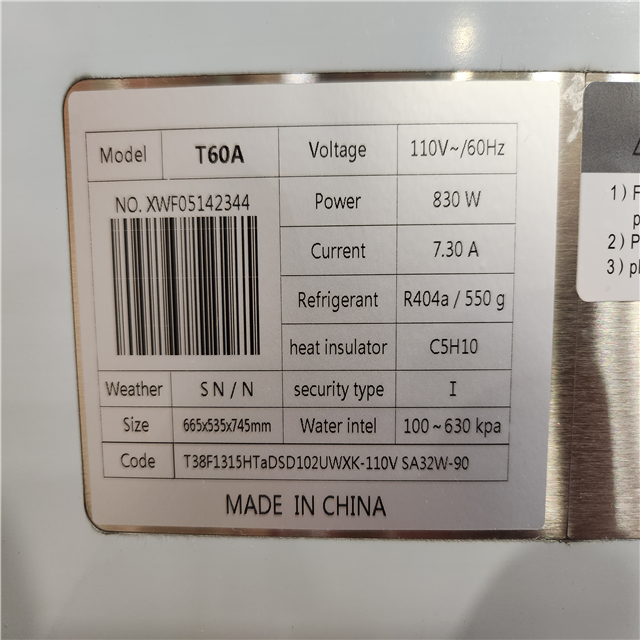 Model T60A Voltage 110V~/60Hz
NO. XWF05142344 Power 830 W
Current 7.30 A
Refrigerant R404a / 550 g
heat insulator C5H10
Weather SN/N security type I
Size 665x535x745mm Water intel 100~630 kpa
Code T38F1315HTaDSD102UWXK-110V SA32W-90
MADE IN CHINA
1) F
p
2) P
3) pl